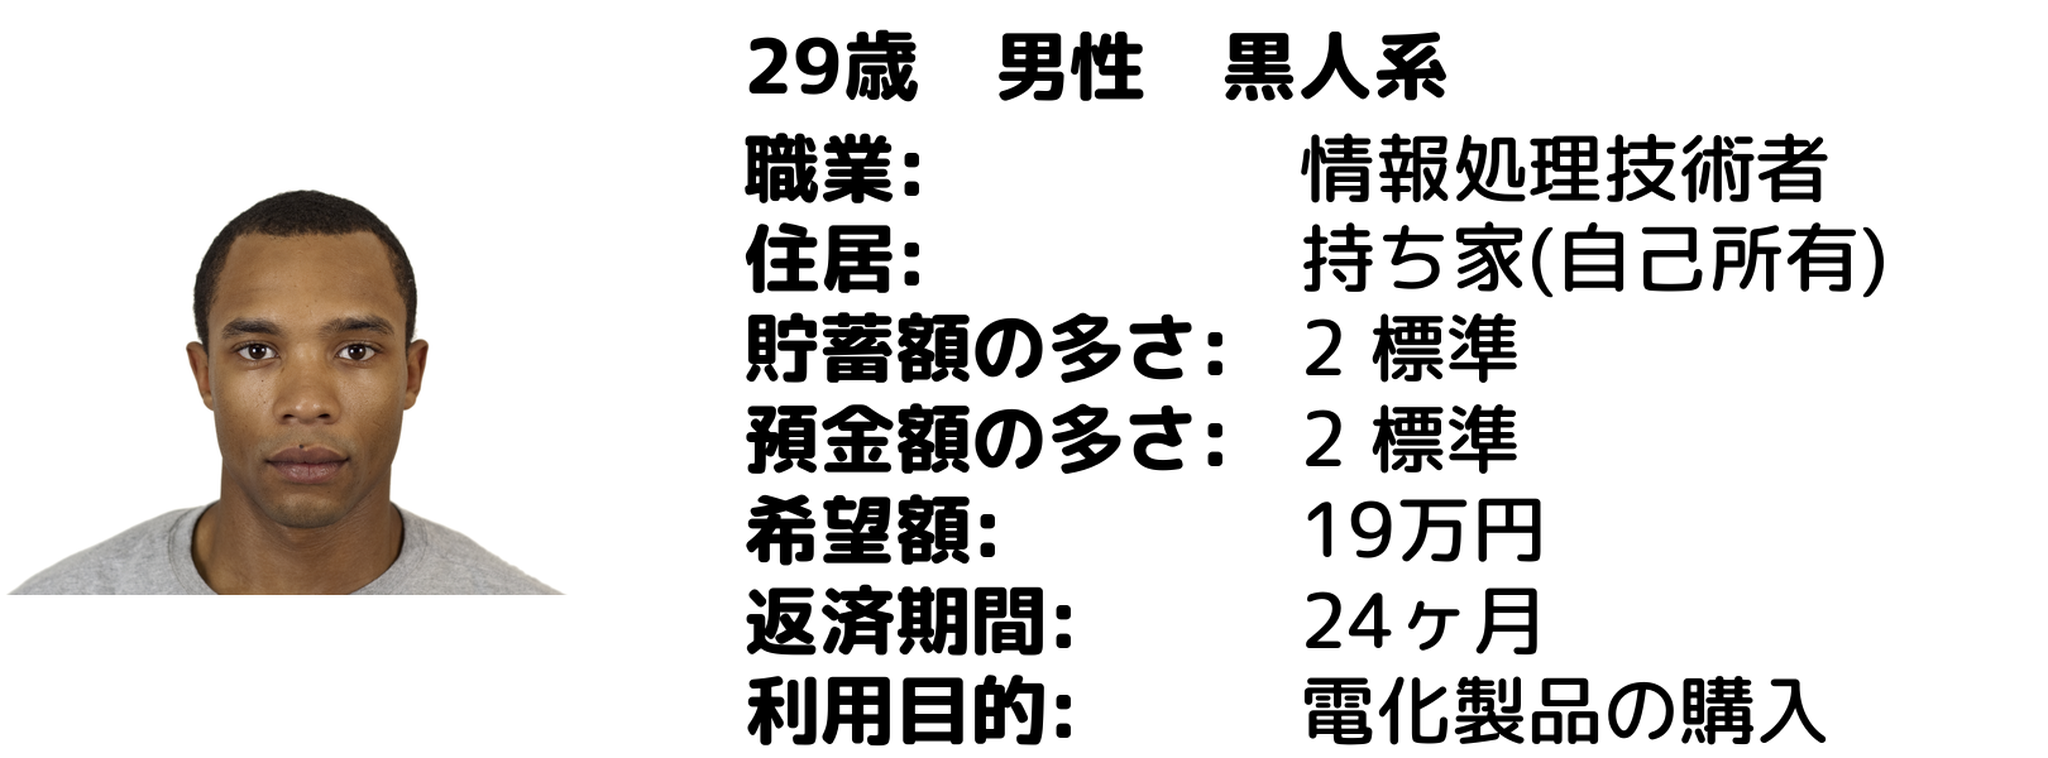 29歳　男性　黒人系
職業: 情報処理技術者
住居: 持ち家(自己所有)
貯蓄額の多さ: 2 標準
預金額の多さ: 2 標準
希望額: 19万円
返済期間: 24ヶ月
利用目的: 電化製品の購入